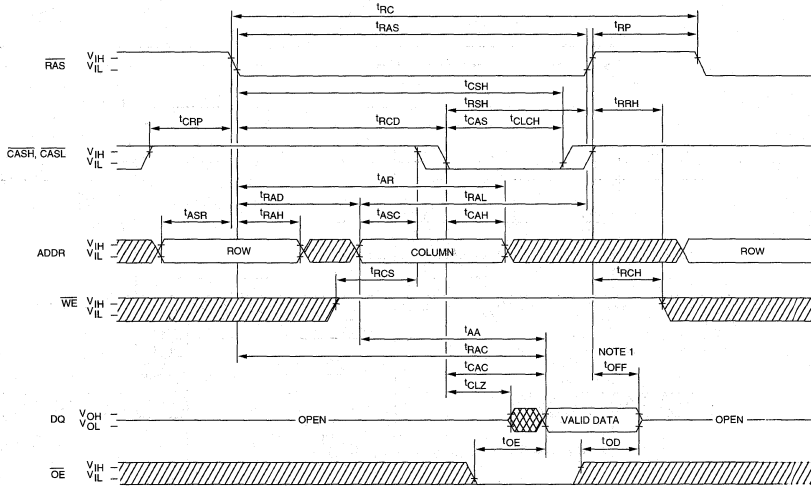 tRC
tRAS
tRP
RAS
VIH
VIL
tCSH
tRSH
tRRH
tCRP
tRCD
tCAS
tCLCH
CASH, CASL
VIH
VIL
tAR
tRAD
tRAL
tASR
tRAH
tASC
tCAH
ADDR
VIH
VIL
ROW
COLUMN
ROW
tRCS
tRCH
WE
VIH
VIL
tAA
tRAC
NOTE 1
tCAC
tOFF
tCLZ
DQ
VOH
VOL
OPEN
VALID DATA
OPEN
tOE
tOD
OE
VIH
VIL